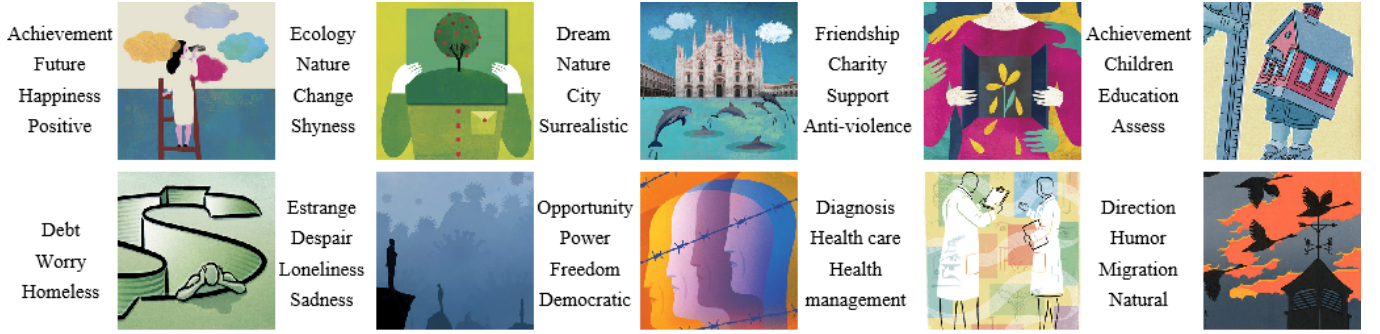 Achievement
Future
Happiness
Positive
Ecology
Nature
Change
Shyness
Dream
Nature
City
Surrealistic
Friendship
Charity
Support
Anti-violence
Achievement
Children
Education
Assess
Debt
Worry
Homeless
Estrange
Despair
Loneliness
Sadness
Opportunity
Power
Freedom
Democratic
Diagnosis
Health care
Health
management
Direction
Humor
Migration
Natural